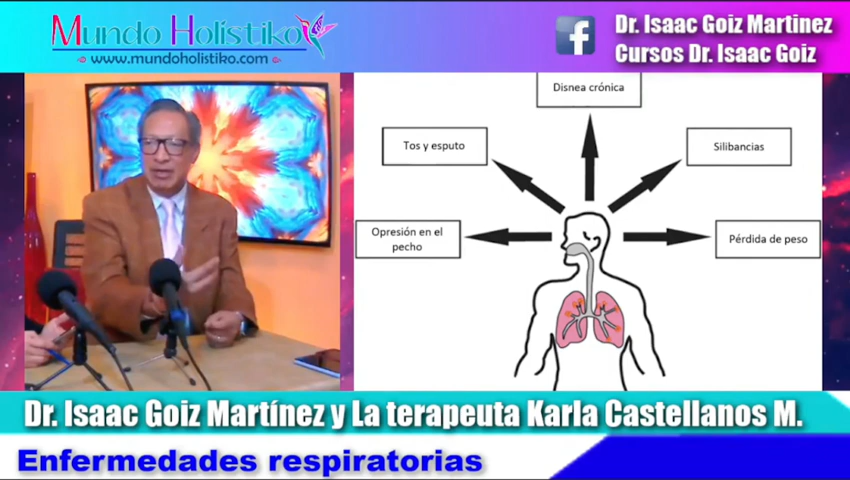 Mundo Holístiko
www.mundoholistiko.com
Dr. Isaac Goiz Martinez
Cursos Dr. Isaac Goiz
Disnea crónica
Tos y esputo
Silibancias
Opresión en el
pecho
Pérdida de peso
Dr. Isaac Goiz Martínez y La terapeuta Karla Castellanos M.
Enfermedades respiratorias